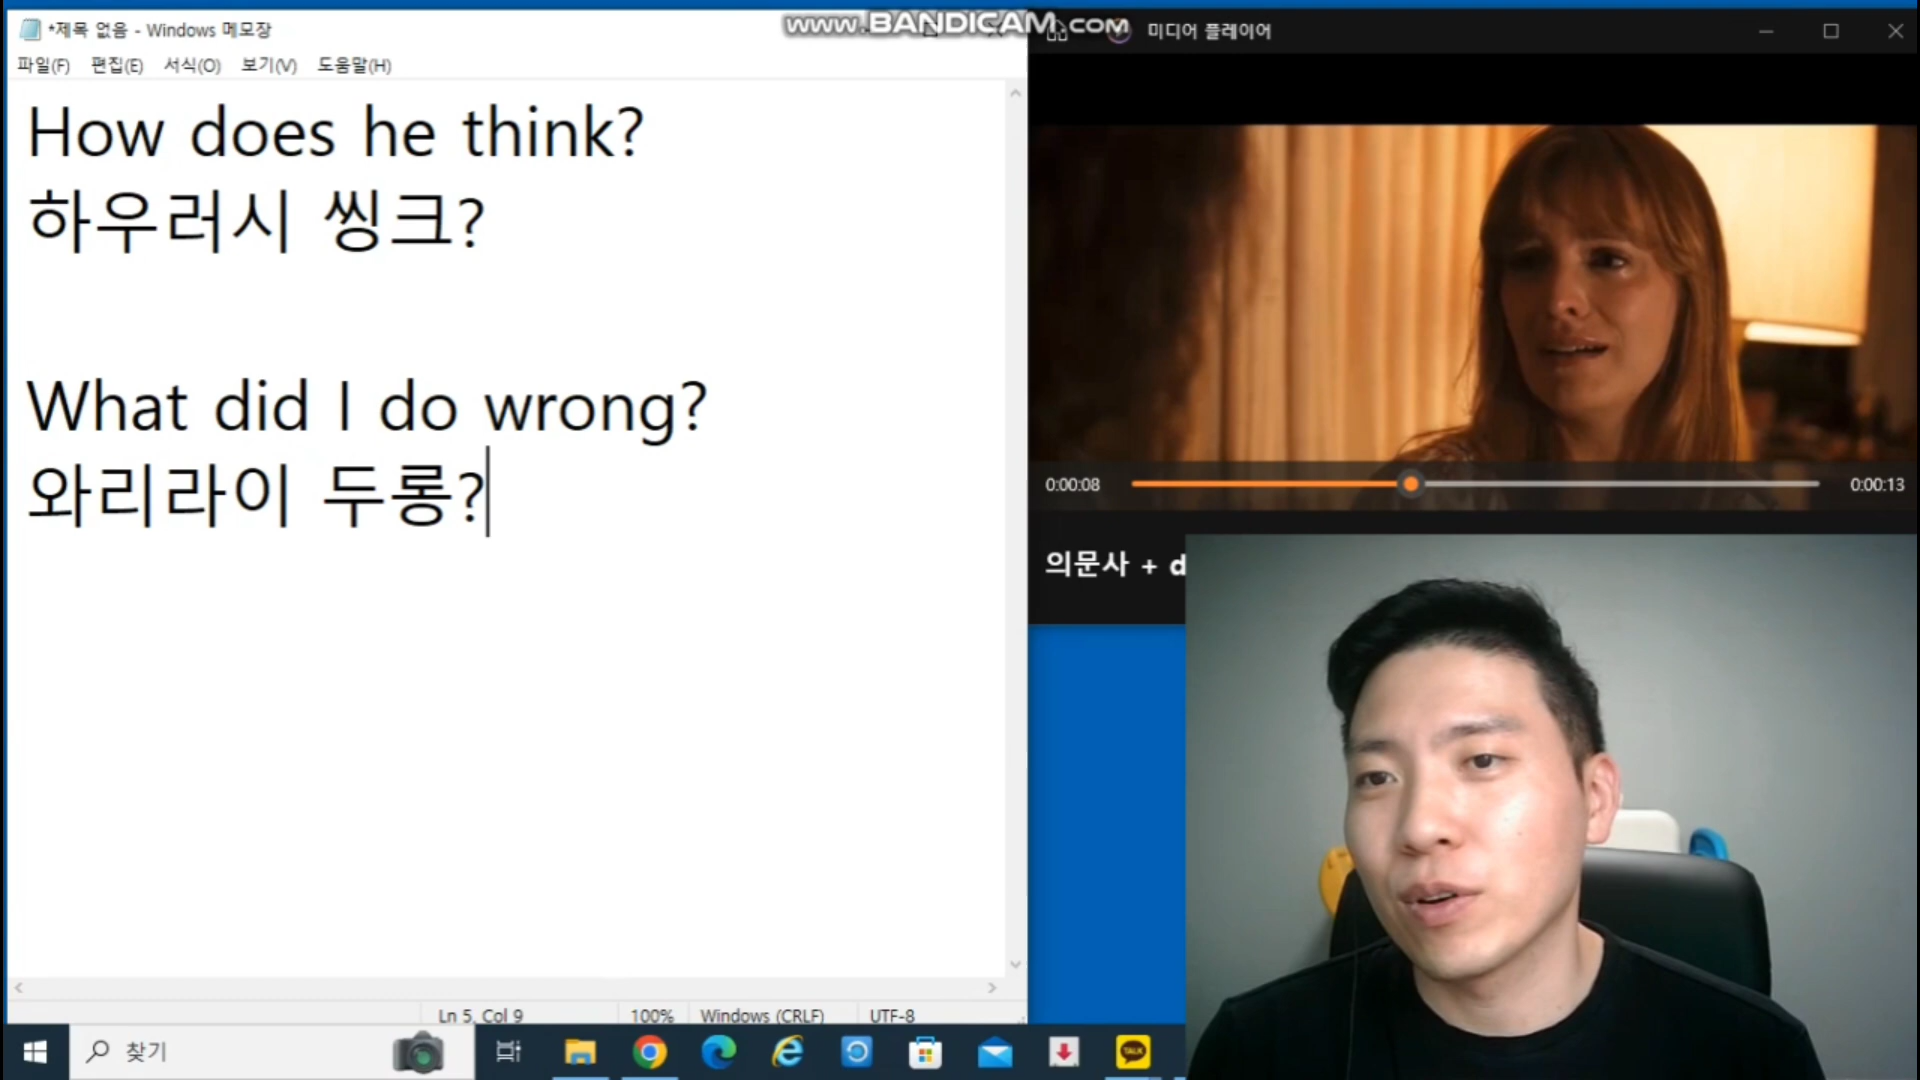 *제목 없음 - Windows 메모장
www.BANDICAM.com
미디어 플레이어
파일(F) 편집(E) 서식(O) 보기(V) 도움말(H)
How does he think?
하우러시 씽크?
What did I do wrong?
와리라이 두롱?
0:00:08
0:00:13
의문사 + d
Ln 5, Col 9
100%
Windows (CRLF)
UTF-8
찾기
TALK